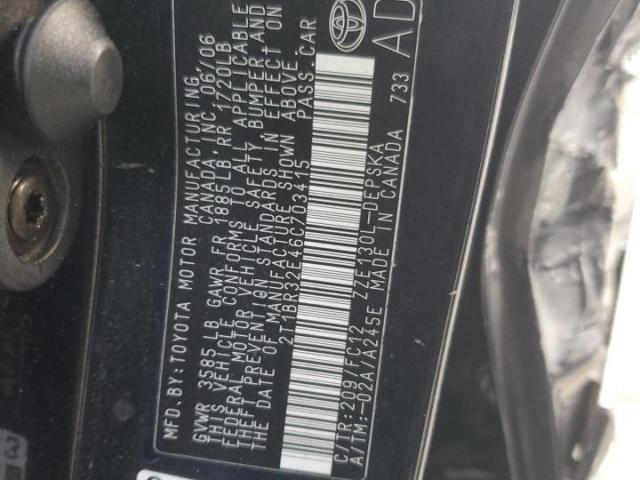 MFD. BY: TOYOTA MOTOR MANUFACTURING
CANADA INC. 06/06
GVWR 3585LB GAWR FR 1885LB RR 1720LB
THIS VEHICLE CONFORMS TO ALL APPLICABLE
FEDERAL MOTOR VEHICLE SAFETY, BUMPER, AND
THEFT PREVENTION STANDARDS IN EFFECT ON
THE DATE OF MANUFACTURE SHOWN ABOVE.
2T1BR32E46C703415 PASS. CAR
C/TR: 209/FC12 ZZE130L-DEPSKA
A/TM: -02A/A245E MADE IN CANADA 733
TOYOTA
AD